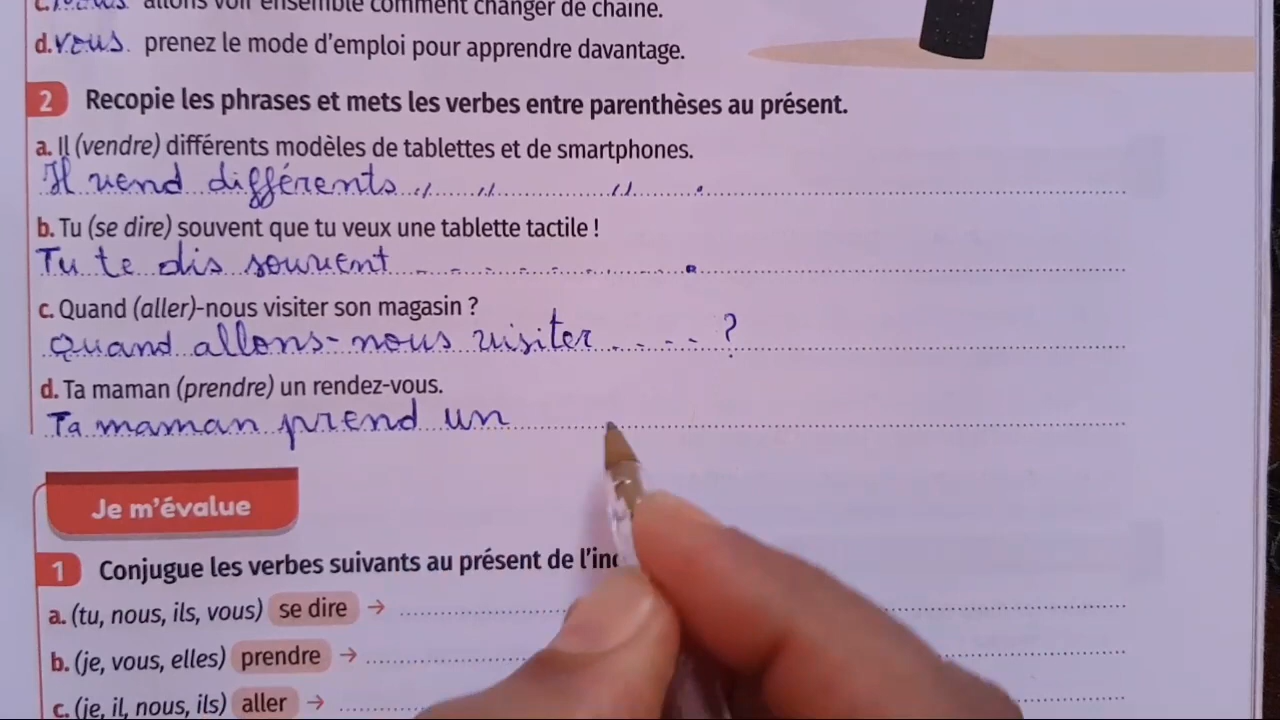 c. Nous allons voir ensemble comment changer de chaine.
d. vous prenez le mode d'emploi pour apprendre davantage.
2 Recopie les phrases et mets les verbes entre parenthèses au présent.
a. Il (vendre) différents modèles de tablettes et de smartphones.
Il vend différents ,, ,, ,, .
b. Tu (se dire) souvent que tu veux une tablette tactile !
Tu te dis souvent
c. Quand (aller)-nous visiter son magasin ?
Quand allons-nous visiter .... ?
d. Ta maman (prendre) un rendez-vous.
Ta maman prend un
Je m'évalue
1 Conjugue les verbes suivants au présent de l'in
a. (tu, nous, ils, vous) se dire →
b. (je, vous, elles) prendre →
c. (je, il, nous, ils) aller →